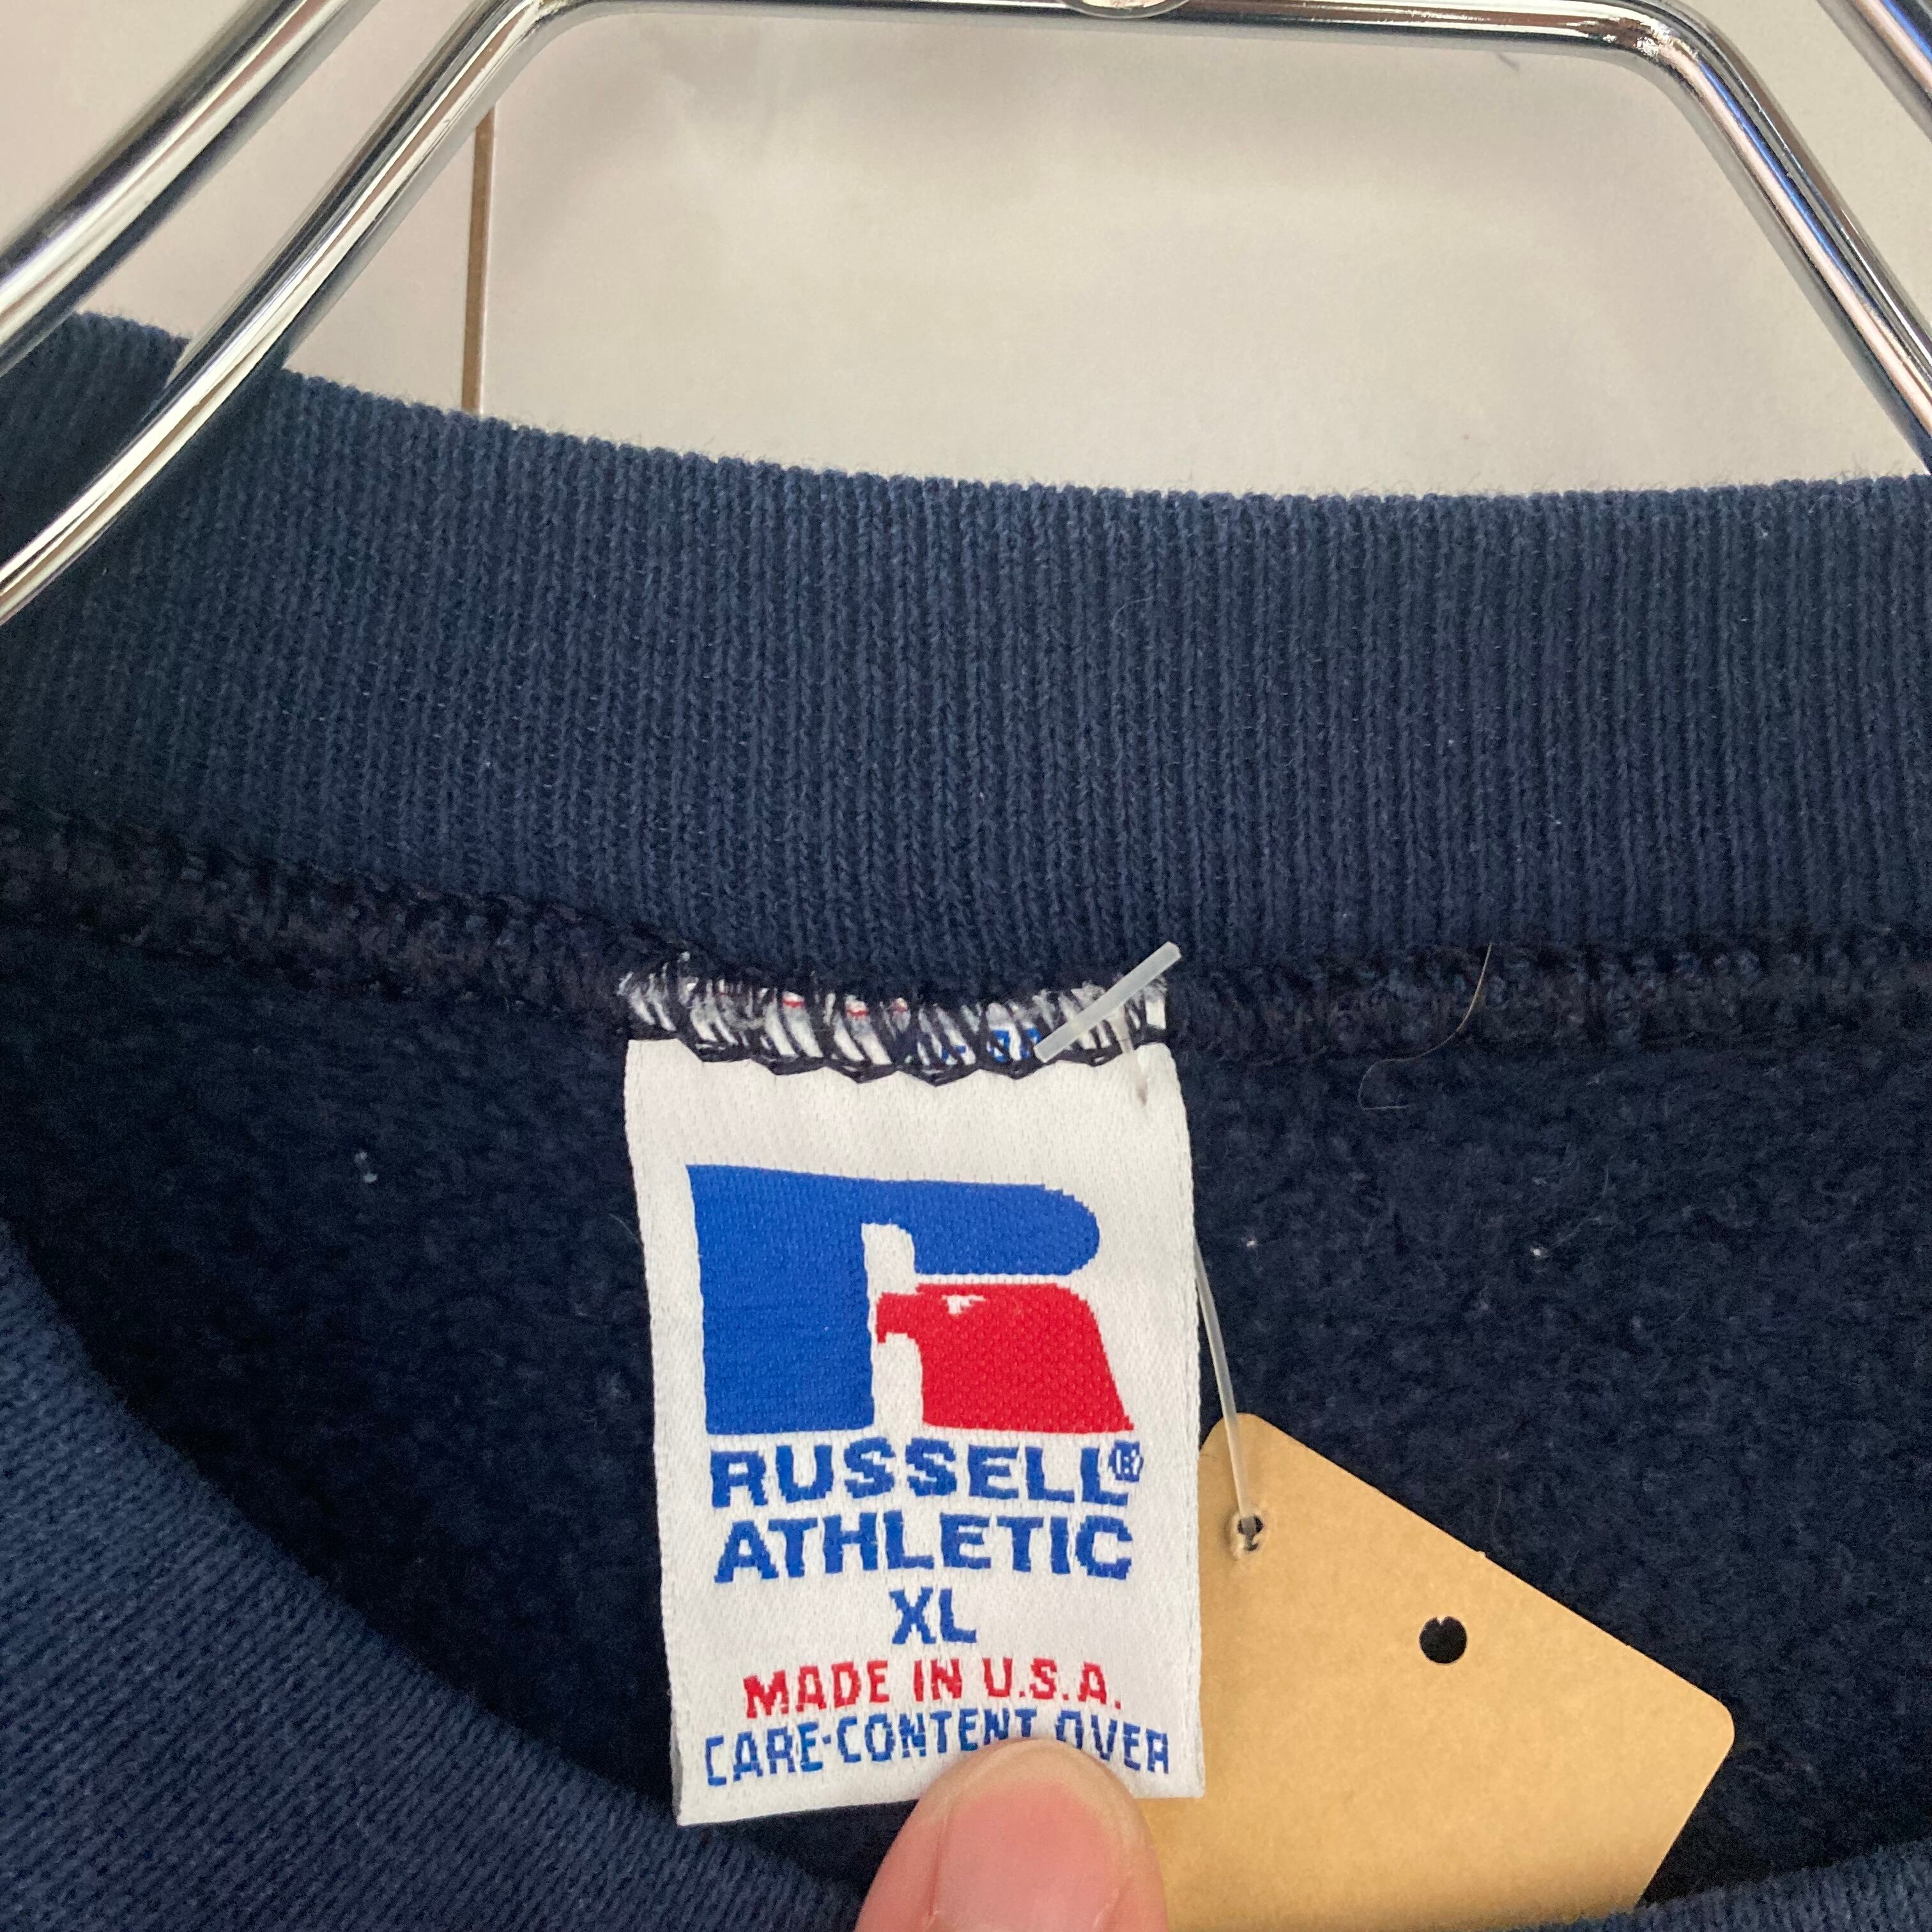 RUSSELL®
ATHLETIC
XL
MADE IN U.S.A.
CARE-CONTENT OVER